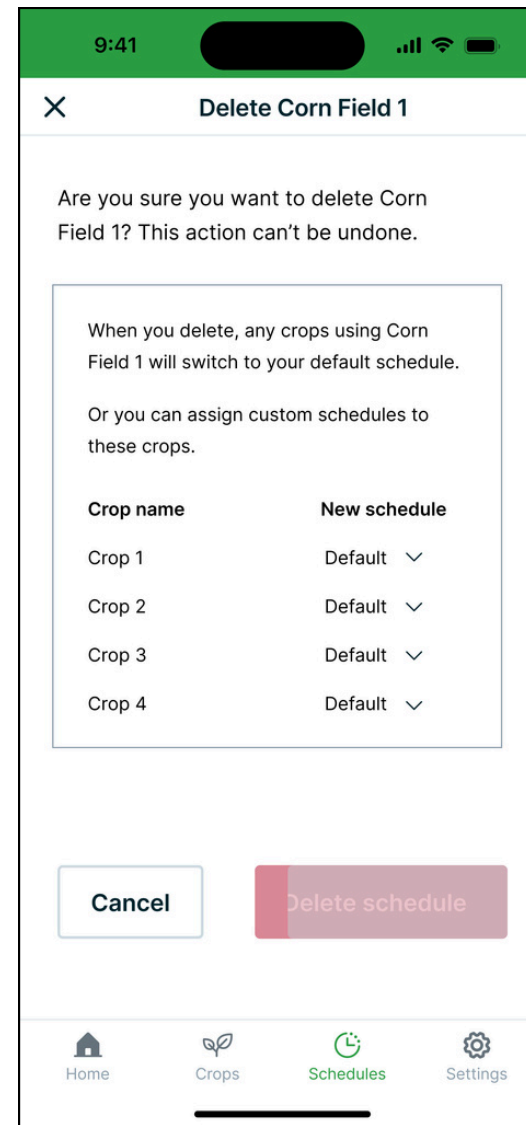 9:41
Delete Corn Field 1
Are you sure you want to delete Corn
Field 1? This action can’t be undone.
When you delete, any crops using Corn
Field 1 will switch to your default schedule.
Or you can assign custom schedules to
these crops.
Crop name New schedule
Crop 1 Default
Crop 2 Default
Crop 3 Default
Crop 4 Default
Cancel Delete schedule
Home Crops Schedules Settings